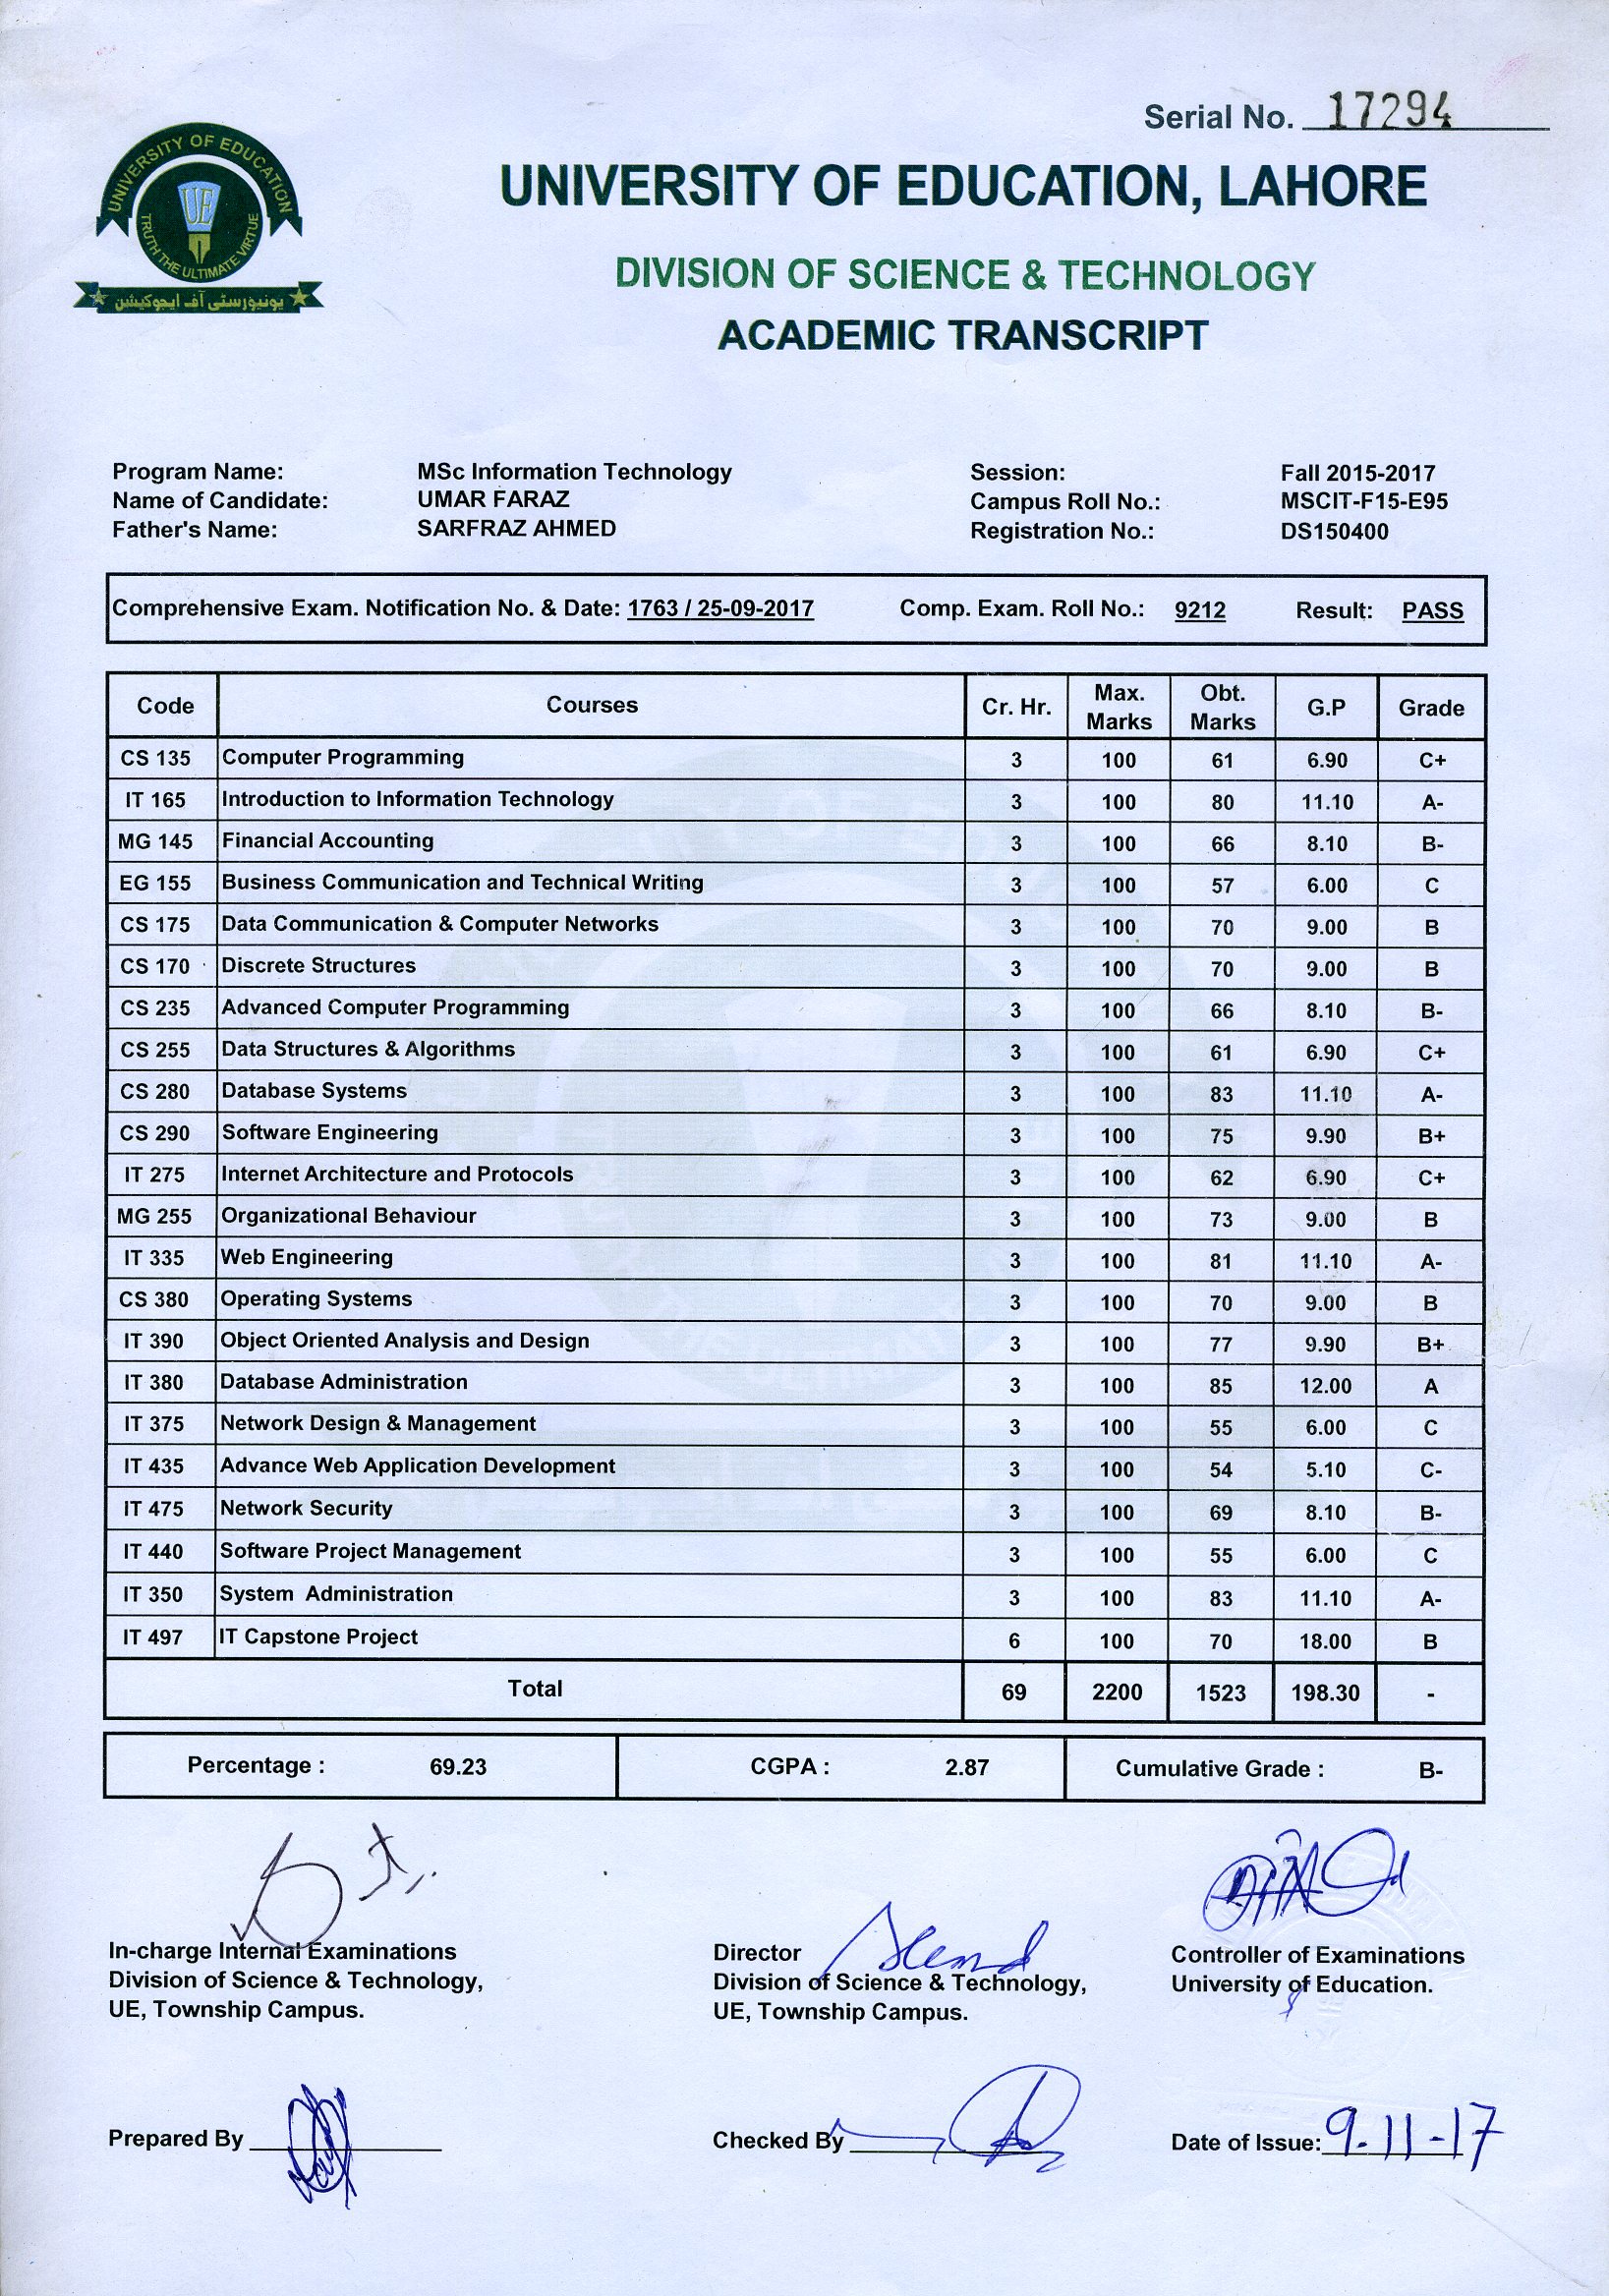 Serial No. 17294
UNIVERSITY OF EDUCATION
UE
TRUTH THE ULTIMATE VIRTUE
یونیورسٹی آف ایجوکیشن
UNIVERSITY OF EDUCATION, LAHORE
DIVISION OF SCIENCE & TECHNOLOGY
ACADEMIC TRANSCRIPT
Program Name: MSc Information Technology Session: Fall 2015-2017
Name of Candidate: UMAR FARAZ Campus Roll No.: MSCIT-F15-E95
Father's Name: SARFRAZ AHMED Registration No.: DS150400
Comprehensive Exam. Notification No. & Date: 1763 / 25-09-2017 Comp. Exam. Roll No.: 9212 Result: PASS
Code Courses Cr. Hr. Max. Marks Obt. Marks G.P Grade
CS 135 Computer Programming 3 100 61 6.90 C+
IT 165 Introduction to Information Technology 3 100 80 11.10 A-
MG 145 Financial Accounting 3 100 66 8.10 B-
EG 155 Business Communication and Technical Writing 3 100 57 6.00 C
CS 175 Data Communication & Computer Networks 3 100 70 9.00 B
CS 170 Discrete Structures 3 100 70 9.00 B
CS 235 Advanced Computer Programming 3 100 66 8.10 B-
CS 255 Data Structures & Algorithms 3 100 61 6.90 C+
CS 280 Database Systems 3 100 83 11.10 A-
CS 290 Software Engineering 3 100 75 9.90 B+
IT 275 Internet Architecture and Protocols 3 100 62 6.90 C+
MG 255 Organizational Behaviour 3 100 73 9.00 B
IT 335 Web Engineering 3 100 81 11.10 A-
CS 380 Operating Systems 3 100 70 9.00 B
IT 390 Object Oriented Analysis and Design 3 100 77 9.90 B+
IT 380 Database Administration 3 100 85 12.00 A
IT 375 Network Design & Management 3 100 55 6.00 C
IT 435 Advance Web Application Development 3 100 54 5.10 C-
IT 475 Network Security 3 100 69 8.10 B-
IT 440 Software Project Management 3 100 55 6.00 C
IT 350 System Administration 3 100 83 11.10 A-
IT 497 IT Capstone Project 6 100 70 18.00 B
Total 69 2200 1523 198.30 -
Percentage : 69.23 CGPA : 2.87 Cumulative Grade : B-
In-charge Internal Examinations
Division of Science & Technology,
UE, Township Campus.
Director
Division of Science & Technology,
UE, Township Campus.
Controller of Examinations
University of Education.
Prepared By
Checked By
Date of Issue: 9-11-17